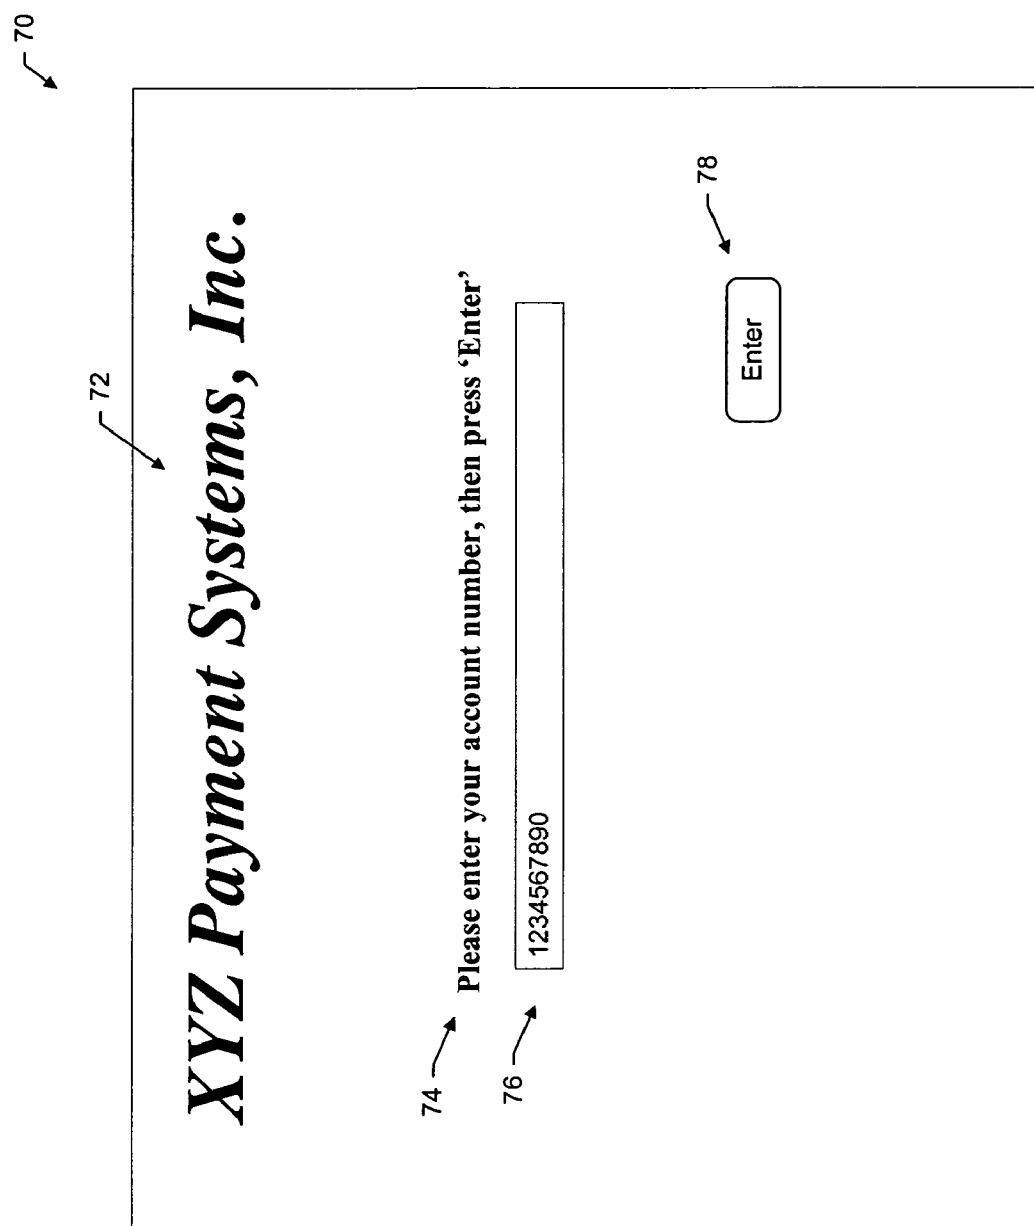 70
72
XYZ Payment Systems, Inc.
74
Please enter your account number, then press ‘Enter’
76
1234567890
78
Enter